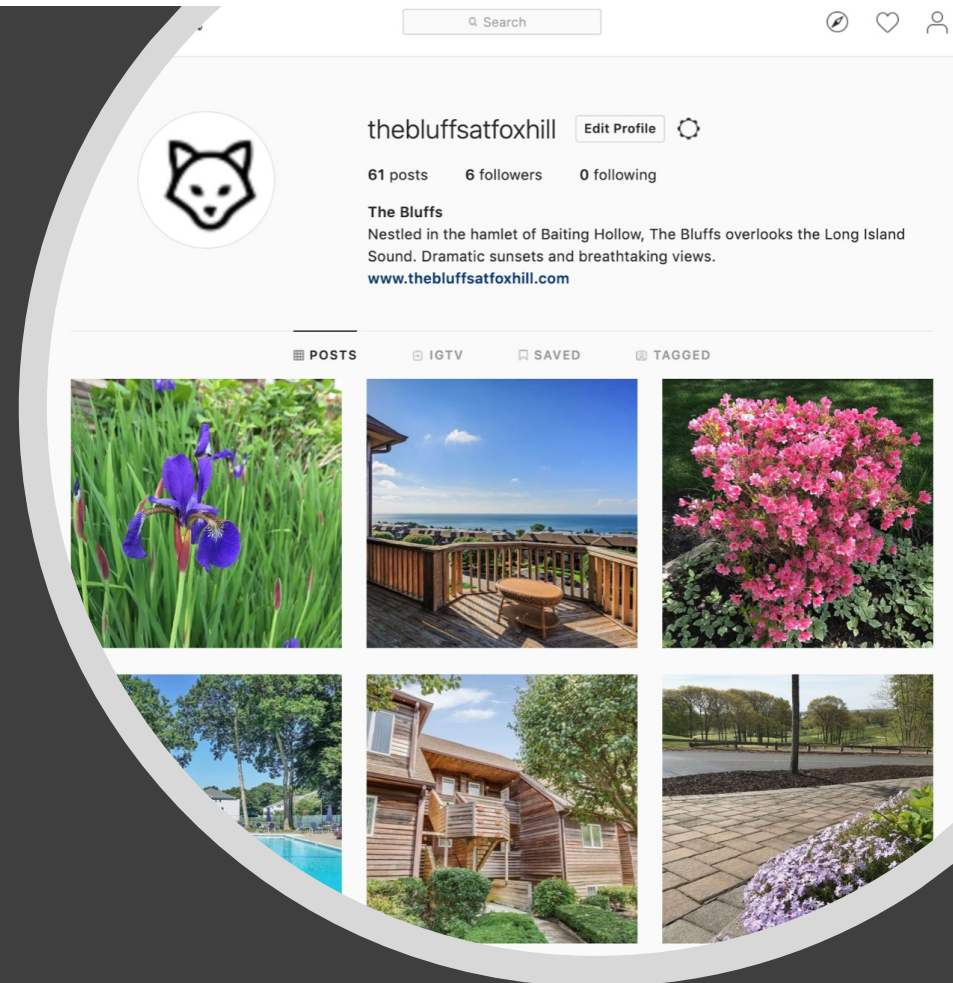 Search
thebluffsatfoxhill Edit Profile
61 posts 6 followers 0 following
The Bluffs
Nestled in the hamlet of Baiting Hollow, The Bluffs overlooks the Long Island
Sound. Dramatic sunsets and breathtaking views.
www.thebluffsatfoxhill.com
POSTS IGTV SAVED TAGGED